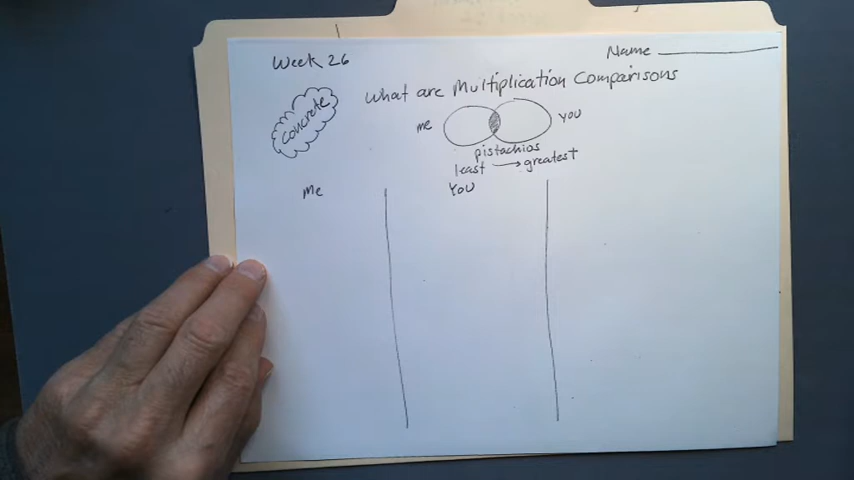 Week 26
Name
What are Multiplication Comparisons
concrete
me
You
pistachios
least → greatest
Me
You